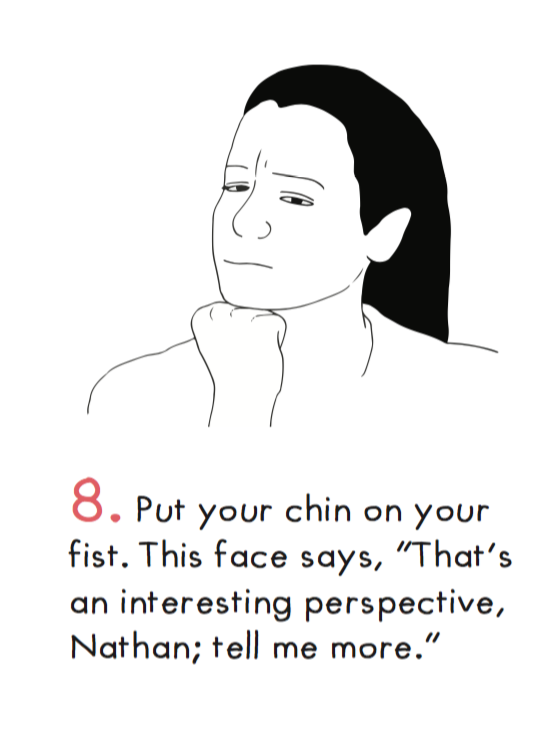 8. Put your chin on your
fist. This face says, “That’s
an interesting perspective,
Nathan; tell me more.”